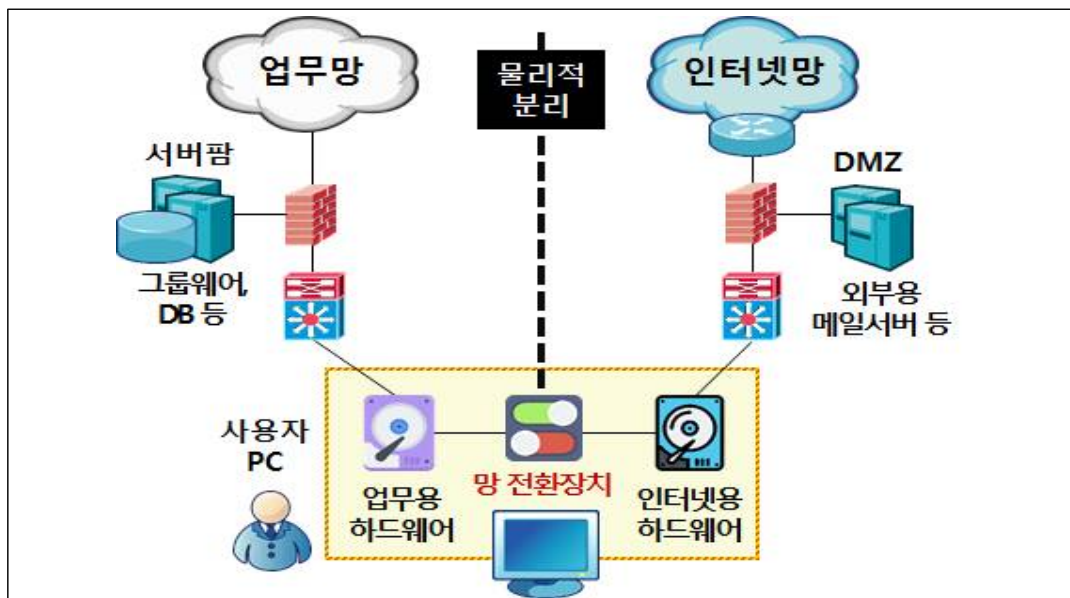 업무망
물리적
분리
인터넷망
서버팜
DMZ
그룹웨어,
DB 등
외부용
메일서버 등
사용자
PC
업무용
하드웨어
망 전환장치
인터넷용
하드웨어